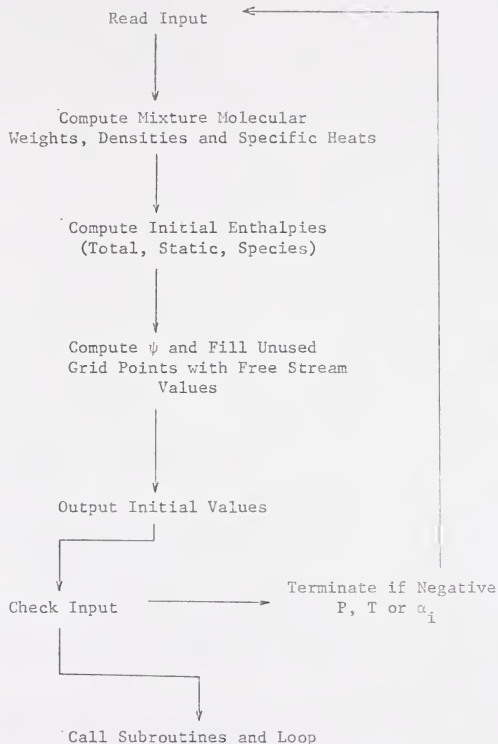 Read Input
Compute Mixture Molecular
Weights, Densities and Specific Heats
Compute Initial Enthalpies
(Total, Static, Species)
Compute ψ and Fill Unused
Grid Points with Free Stream
Values
Output Initial Values
Check Input
Terminate if Negative
P, T or αi
Call Subroutines and Loop